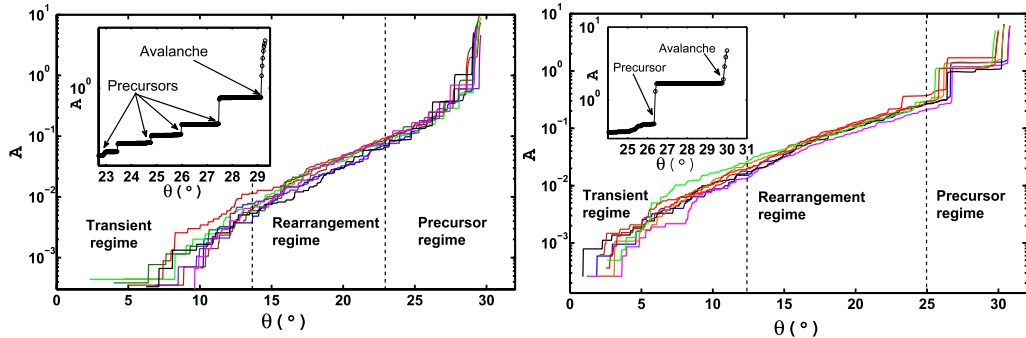 10¹
10⁰
10⁻¹
10⁻²
10⁻³
A
0 5 10 15 20 25 30
θ (°)
Transient regime
Rearrangement regime
Precursor regime
Avalanche
Precursors
10⁰
A
23 24 25 26 27 28 29
θ (°)
10¹
10⁰
10⁻¹
10⁻²
10⁻³
A
0 5 10 15 20 25 30
θ (°)
Transient regime
Rearrangement regime
Precursor regime
Avalanche
Precursor
10¹
10⁰
A
25 26 27 28 29 30 31
θ (°)